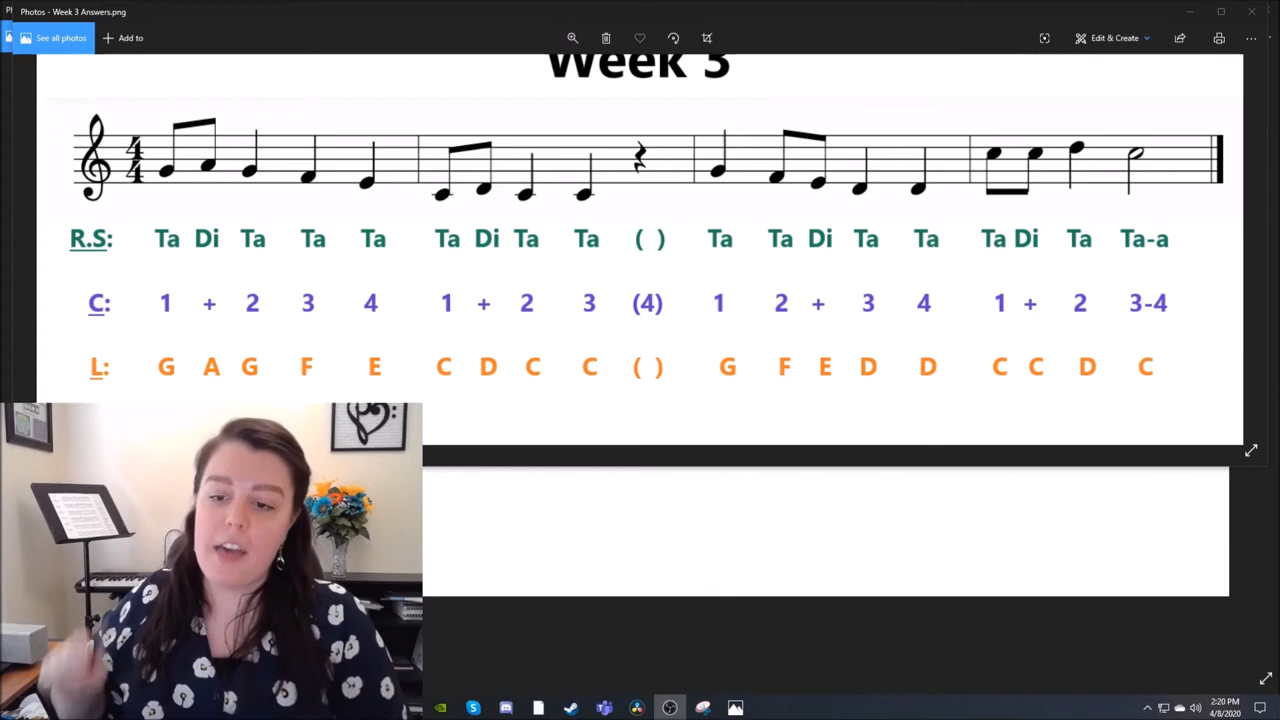 Photos - Week 3 Answers.png
See all photos
Add to
Edit & Create
Week 3
4
4
R.S: Ta Di Ta Ta Ta Ta Di Ta Ta ( ) Ta Ta Di Ta Ta Ta Di Ta Ta-a
C: 1 + 2 3 4 1 + 2 3 (4) 1 2 + 3 4 1 + 2 3-4
L: G A G F E C D C C ( ) G F E D D C C D C
2:20 PM
4/8/2020